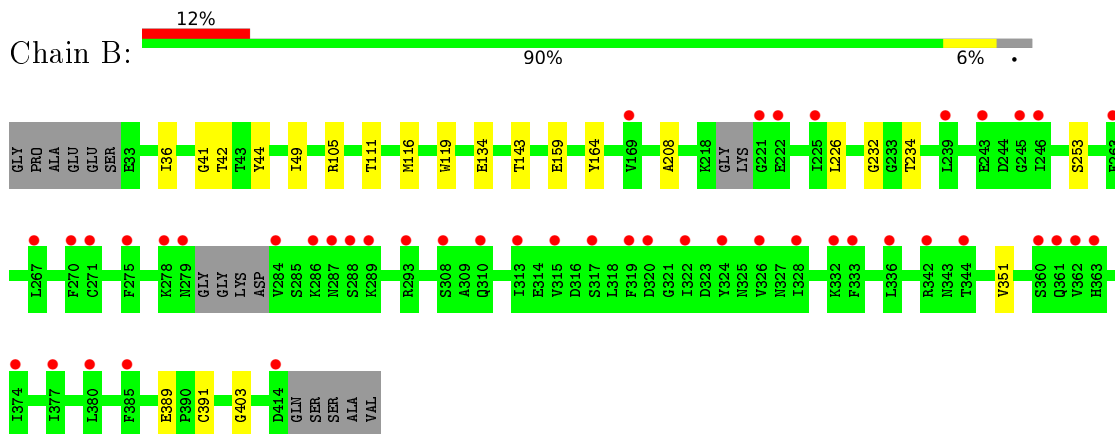 12%
Chain B:
90% 6% •
GLY PRO ALA GLU GLU SER E33 I36 G41 T42 T43 Y44 I49 R105 T111 M116 W119 E134 T143 E159 Y164 V169 A208 K218 GLY LYS G221 E222 I225 L226 G232 G233 T234 L239 E243 D244 G245 I246 S253
L267 F270 C271 F275 K278 N279 GLY GLY LYS ASP V284 S285 K286 N287 S288 K289 R293 S308 A309 Q310 I313 E314 V315 D316 S317 L318 F319 D320 G321 I322 D323 Y324 N325 V326 N327 I328 K332 F333 L336 R342 G343 T344 V351 S360 Q361 V362 H363
I374 I377 L380 F385 E389 P390 C391 G403 D414 GLN SER SER ALA VAL